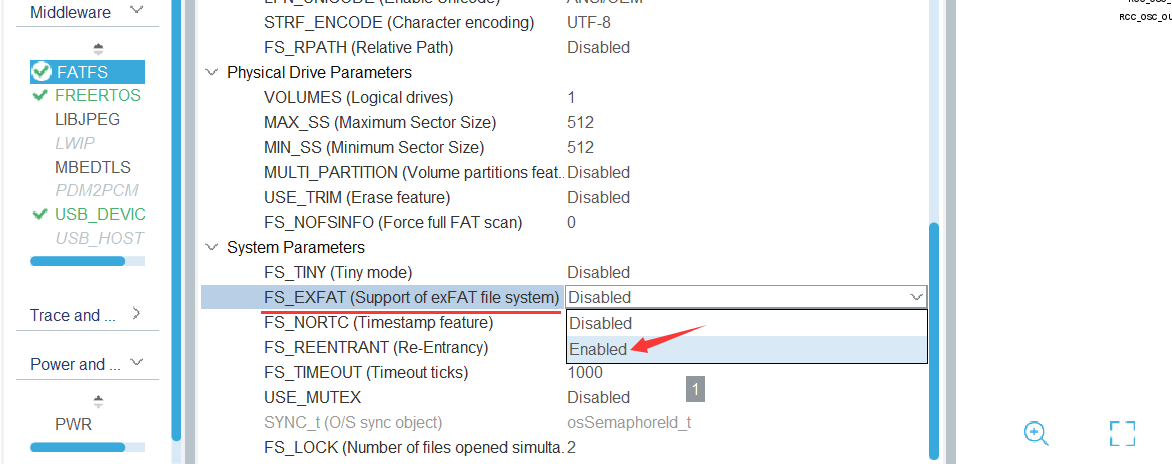 Middleware
FATFS
FREERTOS
LIBJPEG
LWIP
MBEDTLS
PDM2PCM
USB_DEVIC
USB_HOST
Trace and ...
Power and ...
PWR
LFN_UNICODE (Enable Unicode) ANSI/OEM
STRF_ENCODE (Character encoding) UTF-8
FS_RPATH (Relative Path) Disabled
Physical Drive Parameters
VOLUMES (Logical drives) 1
MAX_SS (Maximum Sector Size) 512
MIN_SS (Minimum Sector Size) 512
MULTI_PARTITION (Volume partitions feat.. Disabled
USE_TRIM (Erase feature) Disabled
FS_NOFSINFO (Force full FAT scan) 0
System Parameters
FS_TINY (Tiny mode) Disabled
FS_EXFAT (Support of exFAT file system) Disabled
FS_NORTC (Timestamp feature) Disabled
FS_REENTRANT (Re-Entrancy) Enabled
FS_TIMEOUT (Timeout ticks) 1000
1
USE_MUTEX Disabled
SYNC_t (O/S sync object) osSemaphoreId_t
FS_LOCK (Number of files opened simulta.. 2
RCC_OSC_OU